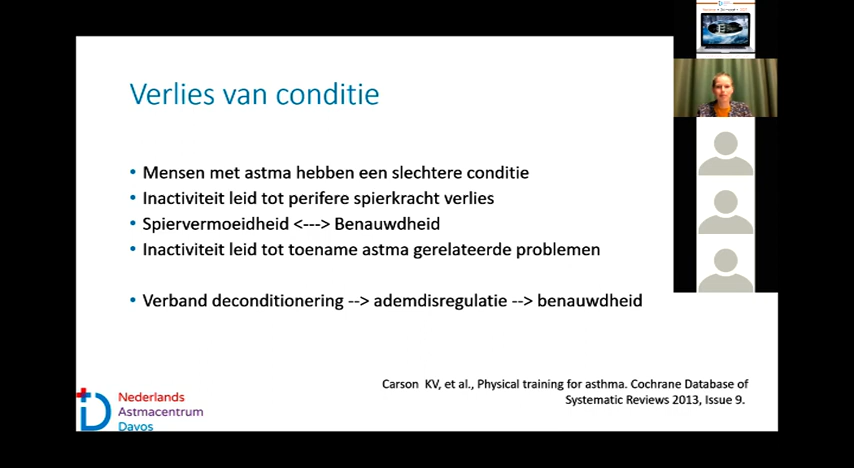 Verlies van conditie
• Mensen met astma hebben een slechtere conditie
• Inactiviteit leid tot perifere spierkracht verlies
• Spiervermoeidheid <---> Benauwdheid
• Inactiviteit leid tot toename astma gerelateerde problemen
• Verband deconditionering --> ademdisregulatie --> benauwdheid
Carson KV, et al., Physical training for asthma. Cochrane Database of
Systematic Reviews 2013, Issue 9.
Nederlands
Astmacentrum
Davos